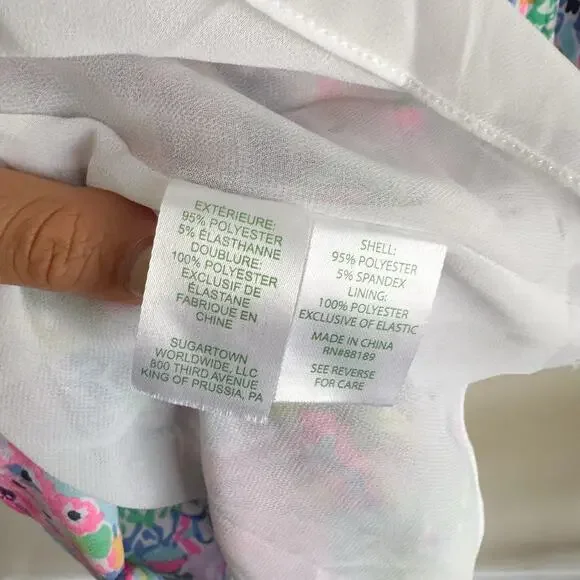 EXTÉRIEURE:
95% POLYESTER
5% ÉLASTHANNE
DOUBLURE:
100% POLYESTER
EXCLUSIF DE
ÉLASTANE
FABRIQUE EN
CHINE
SUGARTOWN
WORLDWIDE, LLC
800 THIRD AVENUE
KING OF PRUSSIA, PA
SHELL:
95% POLYESTER
5% SPANDEX
LINING:
100% POLYESTER
EXCLUSIVE OF ELASTIC
MADE IN CHINA
RN#88189
SEE REVERSE
FOR CARE